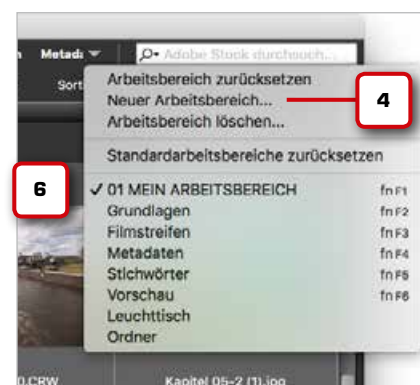 Metada
Adobe Stock durchsuch...
Sort
Arbeitsbereich zurücksetzen
Neuer Arbeitsbereich...
4
Arbeitsbereich löschen...
Standardarbeitsbereiche zurücksetzen
6
✓ 01 MEIN ARBEITSBEREICH fn F1
Grundlagen fn F2
Filmstreifen fn F3
Metadaten fn F4
Stichwörter fn F5
Vorschau fn F6
Leuchttisch
Ordner
0.CRW Kapitel 05-2 (1).jpg